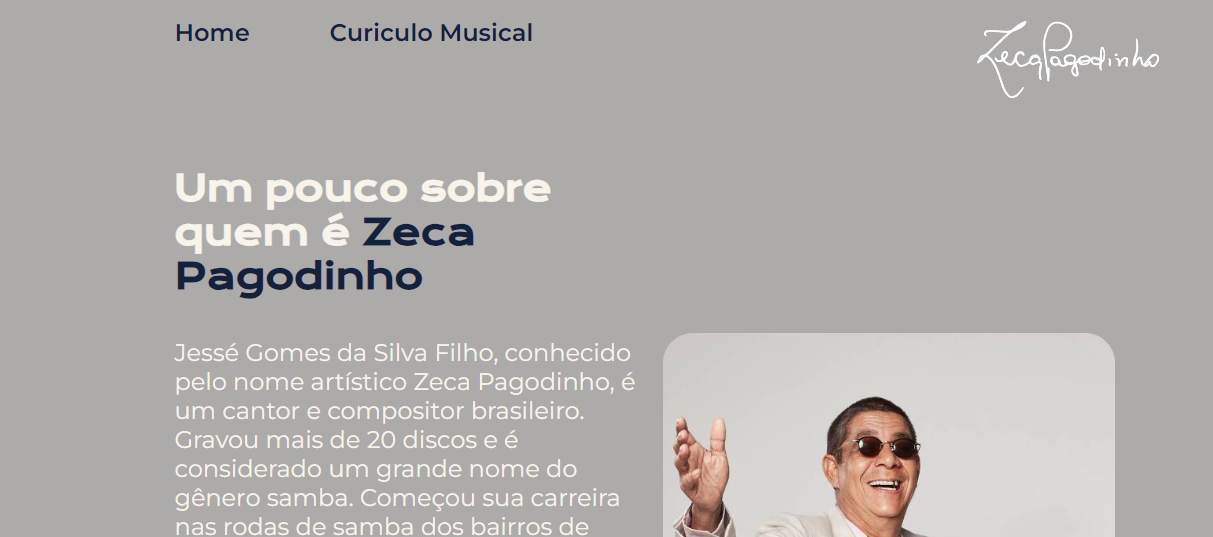 Home Curiculo Musical
Zeca Pagodinho
Um pouco sobre
quem é Zeca
Pagodinho
Jessé Gomes da Silva Filho, conhecido
pelo nome artístico Zeca Pagodinho, é
um cantor e compositor brasileiro.
Gravou mais de 20 discos e é
considerado um grande nome do
gênero samba. Começou sua carreira
nas rodas de samba dos bairros de